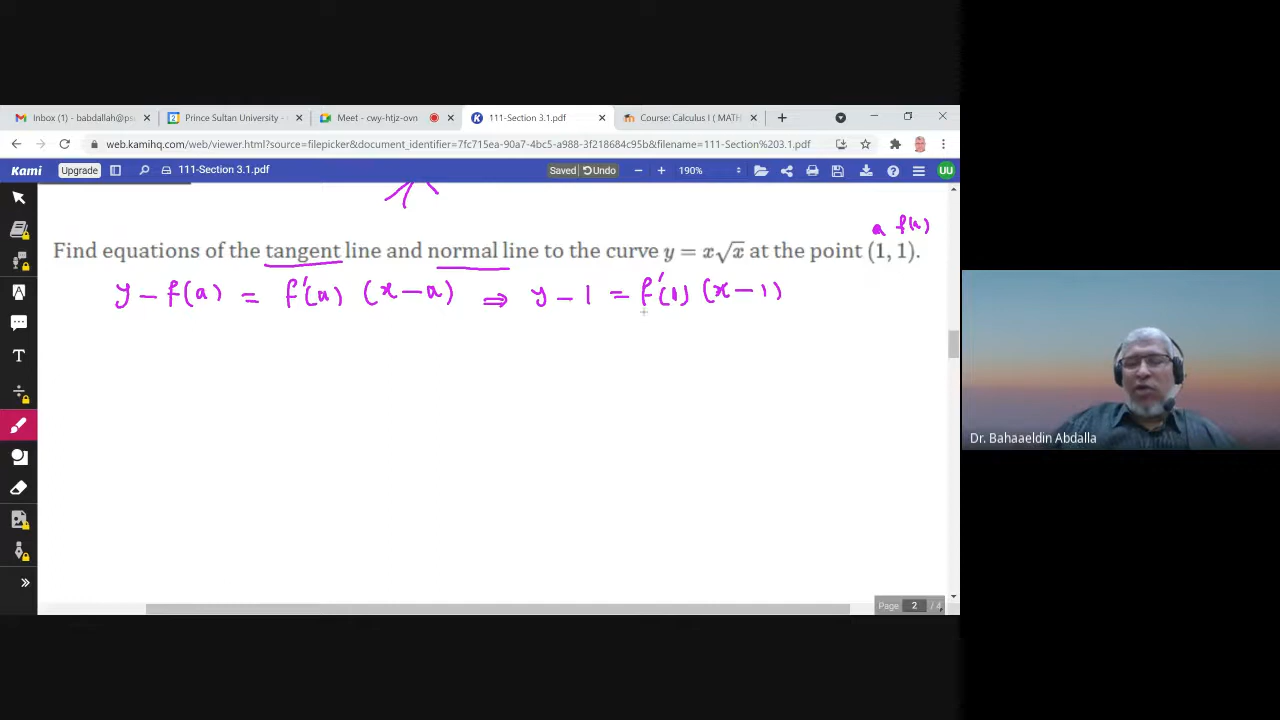 Inbox (1) - babdallah@ps
Prince Sultan University -
Meet - cwy-htjz-ovn
111-Section 3.1.pdf
Course: Calculus I ( MATH
web.kamihq.com/web/viewer.html?source=filepicker&document_identifier=7fc715ea-90a7-4bc5-a988-3f218684c95b&filename=111-Section%203.1.pdf
Kami Upgrade 111-Section 3.1.pdf Saved Undo 190% UU
a f(a)
Find equations of the tangent line and normal line to the curve y = x√x at the point (1, 1).
y - f(a) = f'(a) (x - a) ⇒ y - 1 = f'(1) (x - 1)
Dr. Bahaaeldin Abdalla
Page 2 / 4